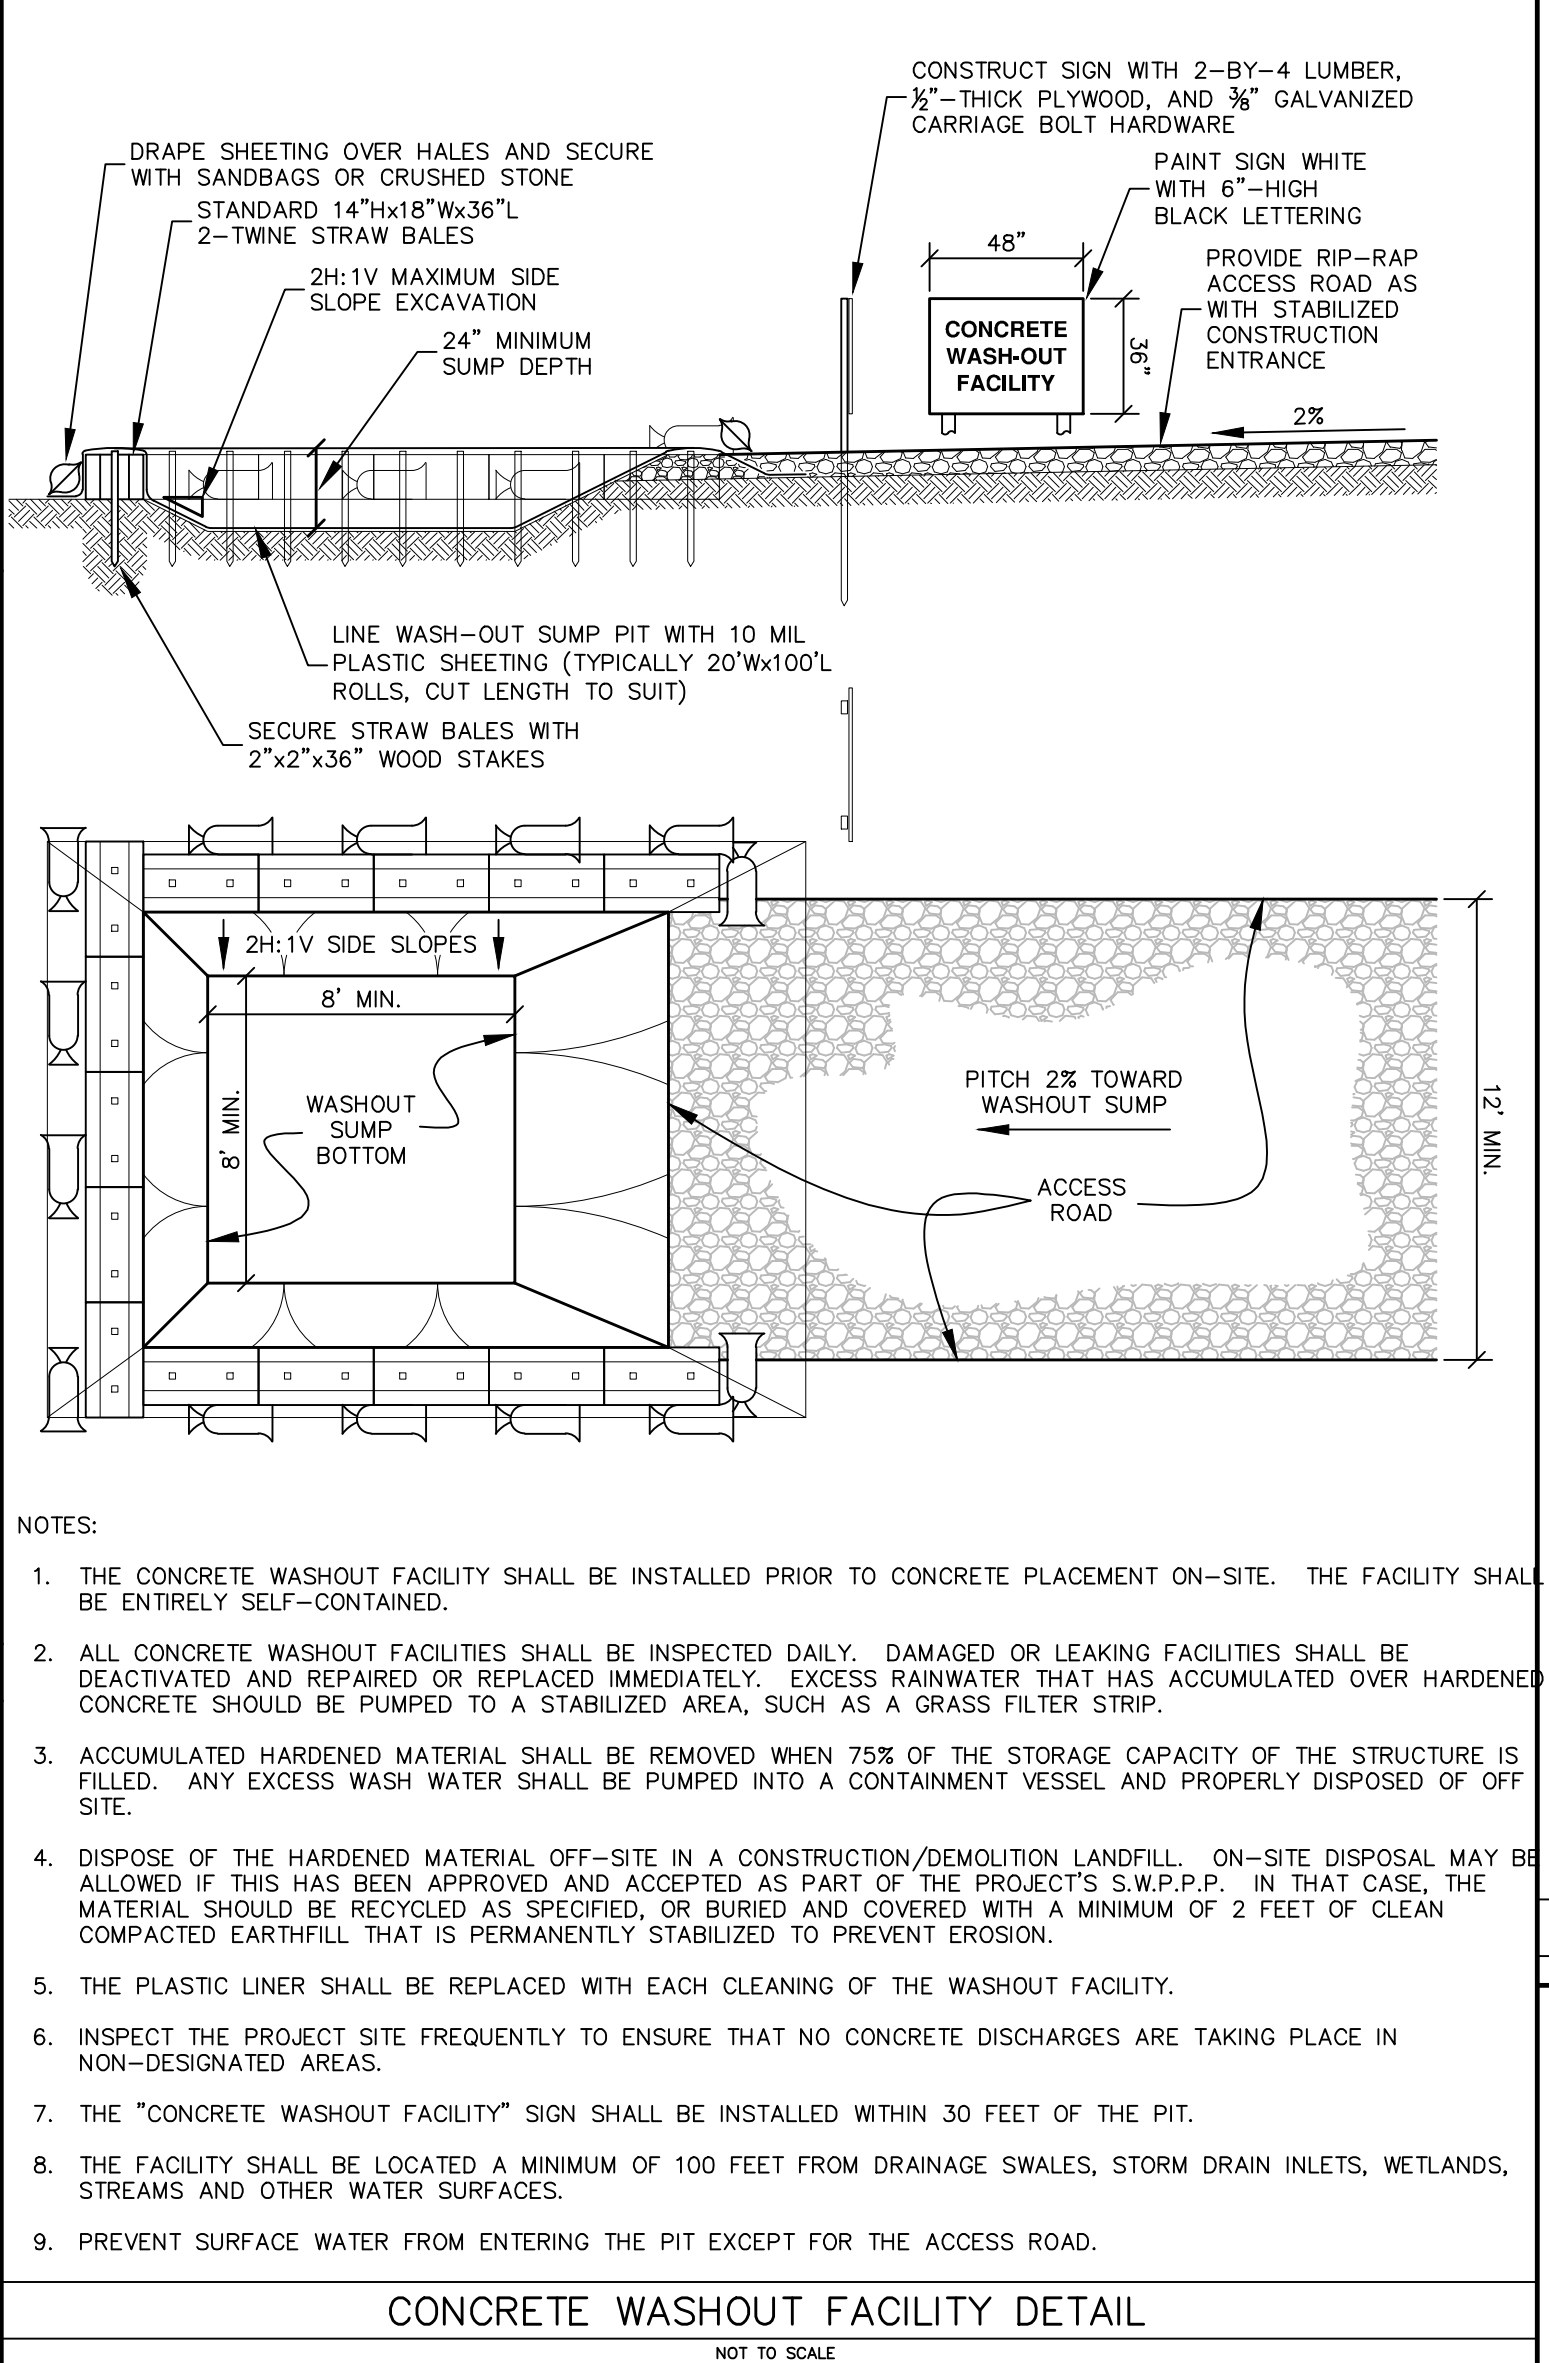 CONSTRUCT SIGN WITH 2-BY-4 LUMBER,
½"-THICK PLYWOOD, AND ⅜" GALVANIZED
CARRIAGE BOLT HARDWARE
DRAPE SHEETING OVER HALES AND SECURE
WITH SANDBAGS OR CRUSHED STONE
PAINT SIGN WHITE
WITH 6"-HIGH
BLACK LETTERING
STANDARD 14"Hx18"Wx36"L
2-TWINE STRAW BALES
48"
PROVIDE RIP-RAP
ACCESS ROAD AS
WITH STABILIZED
CONSTRUCTION
ENTRANCE
2H:1V MAXIMUM SIDE
SLOPE EXCAVATION
24" MINIMUM
SUMP DEPTH
CONCRETE
WASH-OUT
FACILITY
36"
2%
LINE WASH-OUT SUMP PIT WITH 10 MIL
PLASTIC SHEETING (TYPICALLY 20'Wx100'L
ROLLS, CUT LENGTH TO SUIT)
SECURE STRAW BALES WITH
2"x2"x36" WOOD STAKES
2H:1V SIDE SLOPES
8' MIN.
8' MIN.
WASHOUT
SUMP
BOTTOM
PITCH 2% TOWARD
WASHOUT SUMP
ACCESS
ROAD
12' MIN.
NOTES:
1. THE CONCRETE WASHOUT FACILITY SHALL BE INSTALLED PRIOR TO CONCRETE PLACEMENT ON-SITE. THE FACILITY SHALL
BE ENTIRELY SELF-CONTAINED.
2. ALL CONCRETE WASHOUT FACILITIES SHALL BE INSPECTED DAILY. DAMAGED OR LEAKING FACILITIES SHALL BE
DEACTIVATED AND REPAIRED OR REPLACED IMMEDIATELY. EXCESS RAINWATER THAT HAS ACCUMULATED OVER HARDENED
CONCRETE SHOULD BE PUMPED TO A STABILIZED AREA, SUCH AS A GRASS FILTER STRIP.
3. ACCUMULATED HARDENED MATERIAL SHALL BE REMOVED WHEN 75% OF THE STORAGE CAPACITY OF THE STRUCTURE IS
FILLED. ANY EXCESS WASH WATER SHALL BE PUMPED INTO A CONTAINMENT VESSEL AND PROPERLY DISPOSED OF OFF
SITE.
4. DISPOSE OF THE HARDENED MATERIAL OFF-SITE IN A CONSTRUCTION/DEMOLITION LANDFILL. ON-SITE DISPOSAL MAY BE
ALLOWED IF THIS HAS BEEN APPROVED AND ACCEPTED AS PART OF THE PROJECT'S S.W.P.P.P. IN THAT CASE, THE
MATERIAL SHOULD BE RECYCLED AS SPECIFIED, OR BURIED AND COVERED WITH A MINIMUM OF 2 FEET OF CLEAN
COMPACTED EARTHFILL THAT IS PERMANENTLY STABILIZED TO PREVENT EROSION.
5. THE PLASTIC LINER SHALL BE REPLACED WITH EACH CLEANING OF THE WASHOUT FACILITY.
6. INSPECT THE PROJECT SITE FREQUENTLY TO ENSURE THAT NO CONCRETE DISCHARGES ARE TAKING PLACE IN
NON-DESIGNATED AREAS.
7. THE "CONCRETE WASHOUT FACILITY" SIGN SHALL BE INSTALLED WITHIN 30 FEET OF THE PIT.
8. THE FACILITY SHALL BE LOCATED A MINIMUM OF 100 FEET FROM DRAINAGE SWALES, STORM DRAIN INLETS, WETLANDS,
STREAMS AND OTHER WATER SURFACES.
9. PREVENT SURFACE WATER FROM ENTERING THE PIT EXCEPT FOR THE ACCESS ROAD.
CONCRETE WASHOUT FACILITY DETAIL
NOT TO SCALE